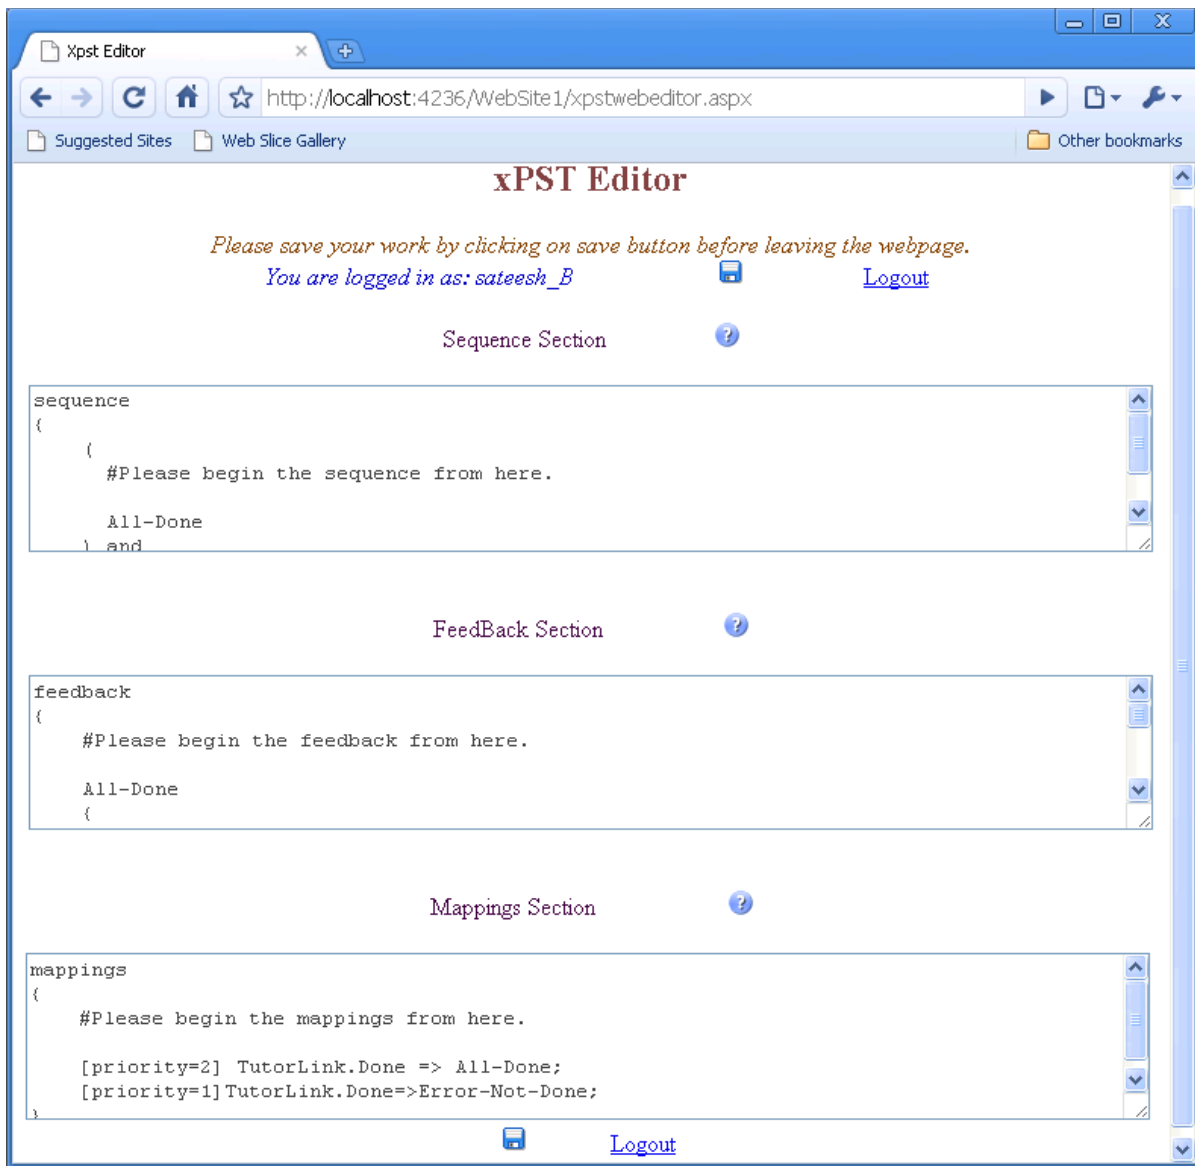 Xpst Editor
http://localhost:4236/WebSite1/xpstwebeditor.aspx
Suggested Sites Web Slice Gallery Other bookmarks
xPST Editor
Please save your work by clicking on save button before leaving the webpage.
You are logged in as: sateesh_B Logout
Sequence Section ?
sequence
{
(
#Please begin the sequence from here.
All-Done
) and
FeedBack Section ?
feedback
{
#Please begin the feedback from here.
All-Done
{
Mappings Section ?
mappings
{
#Please begin the mappings from here.
[priority=2] TutorLink.Done => All-Done;
[priority=1]TutorLink.Done=>Error-Not-Done;
}
Logout